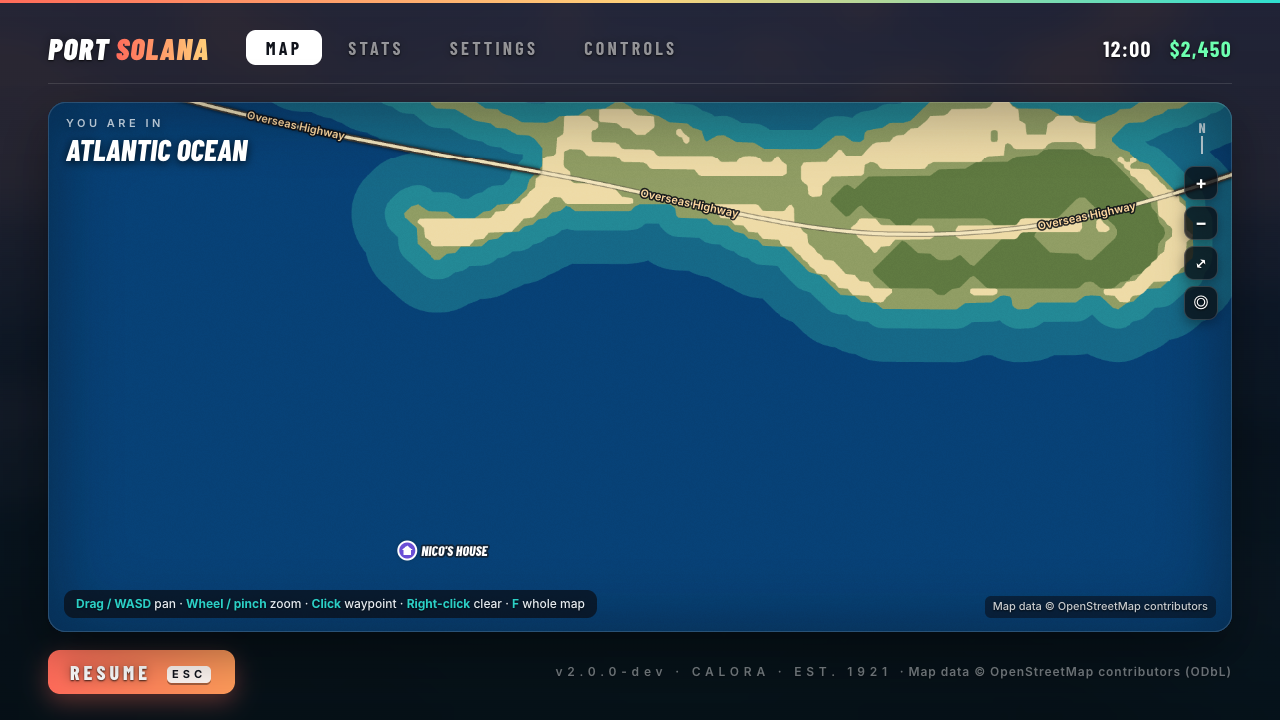 PORT SOLANA
MAP
STATS
SETTINGS
CONTROLS
12:00
$2,450
YOU ARE IN
ATLANTIC OCEAN
Overseas Highway
Overseas Highway
Overseas Highway
N
+
−
NICO'S HOUSE
Drag / WASD pan · Wheel / pinch zoom · Click waypoint · Right-click clear · F whole map
Map data © OpenStreetMap contributors
RESUME ESC
v2.0.0-dev · CALORA · EST. 1921 · Map data © OpenStreetMap contributors (ODbL)